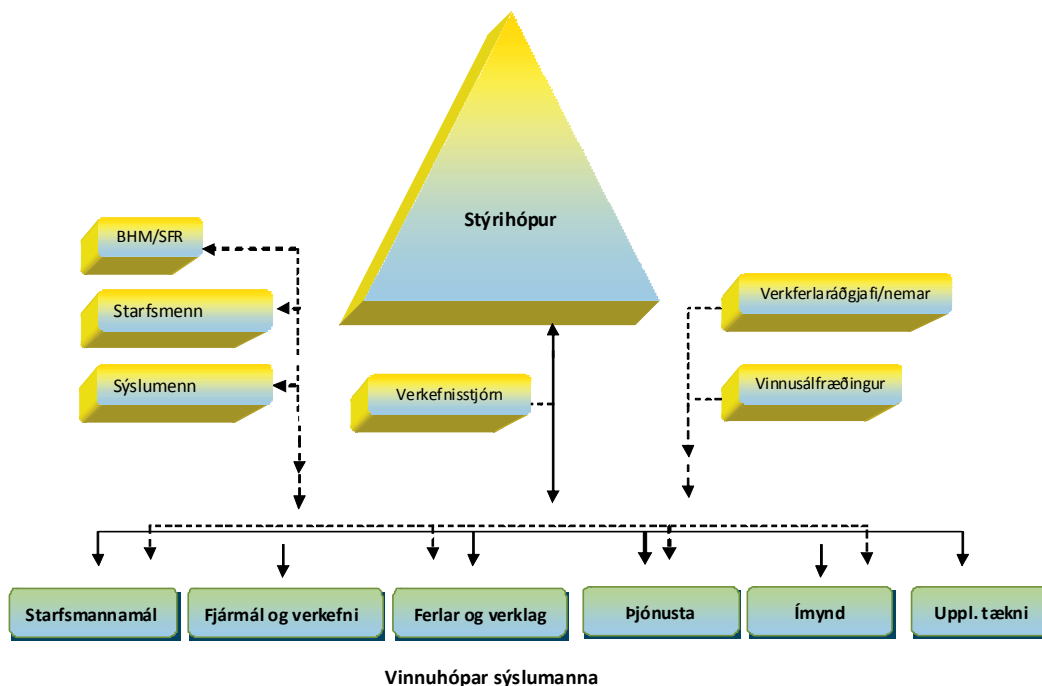 Stýrihópur
BHM/SFR
Starfsmenn
Sýslumenn
Verkefnisstjórn
Verkferlaráðgjafi/nemar
Vinnusálfræðingur
Starfsmannamál
Fjármál og verkefni
Ferlar og verklag
Þjónusta
Ímynd
Uppl. tækni
Vinnuhópar sýslumanna